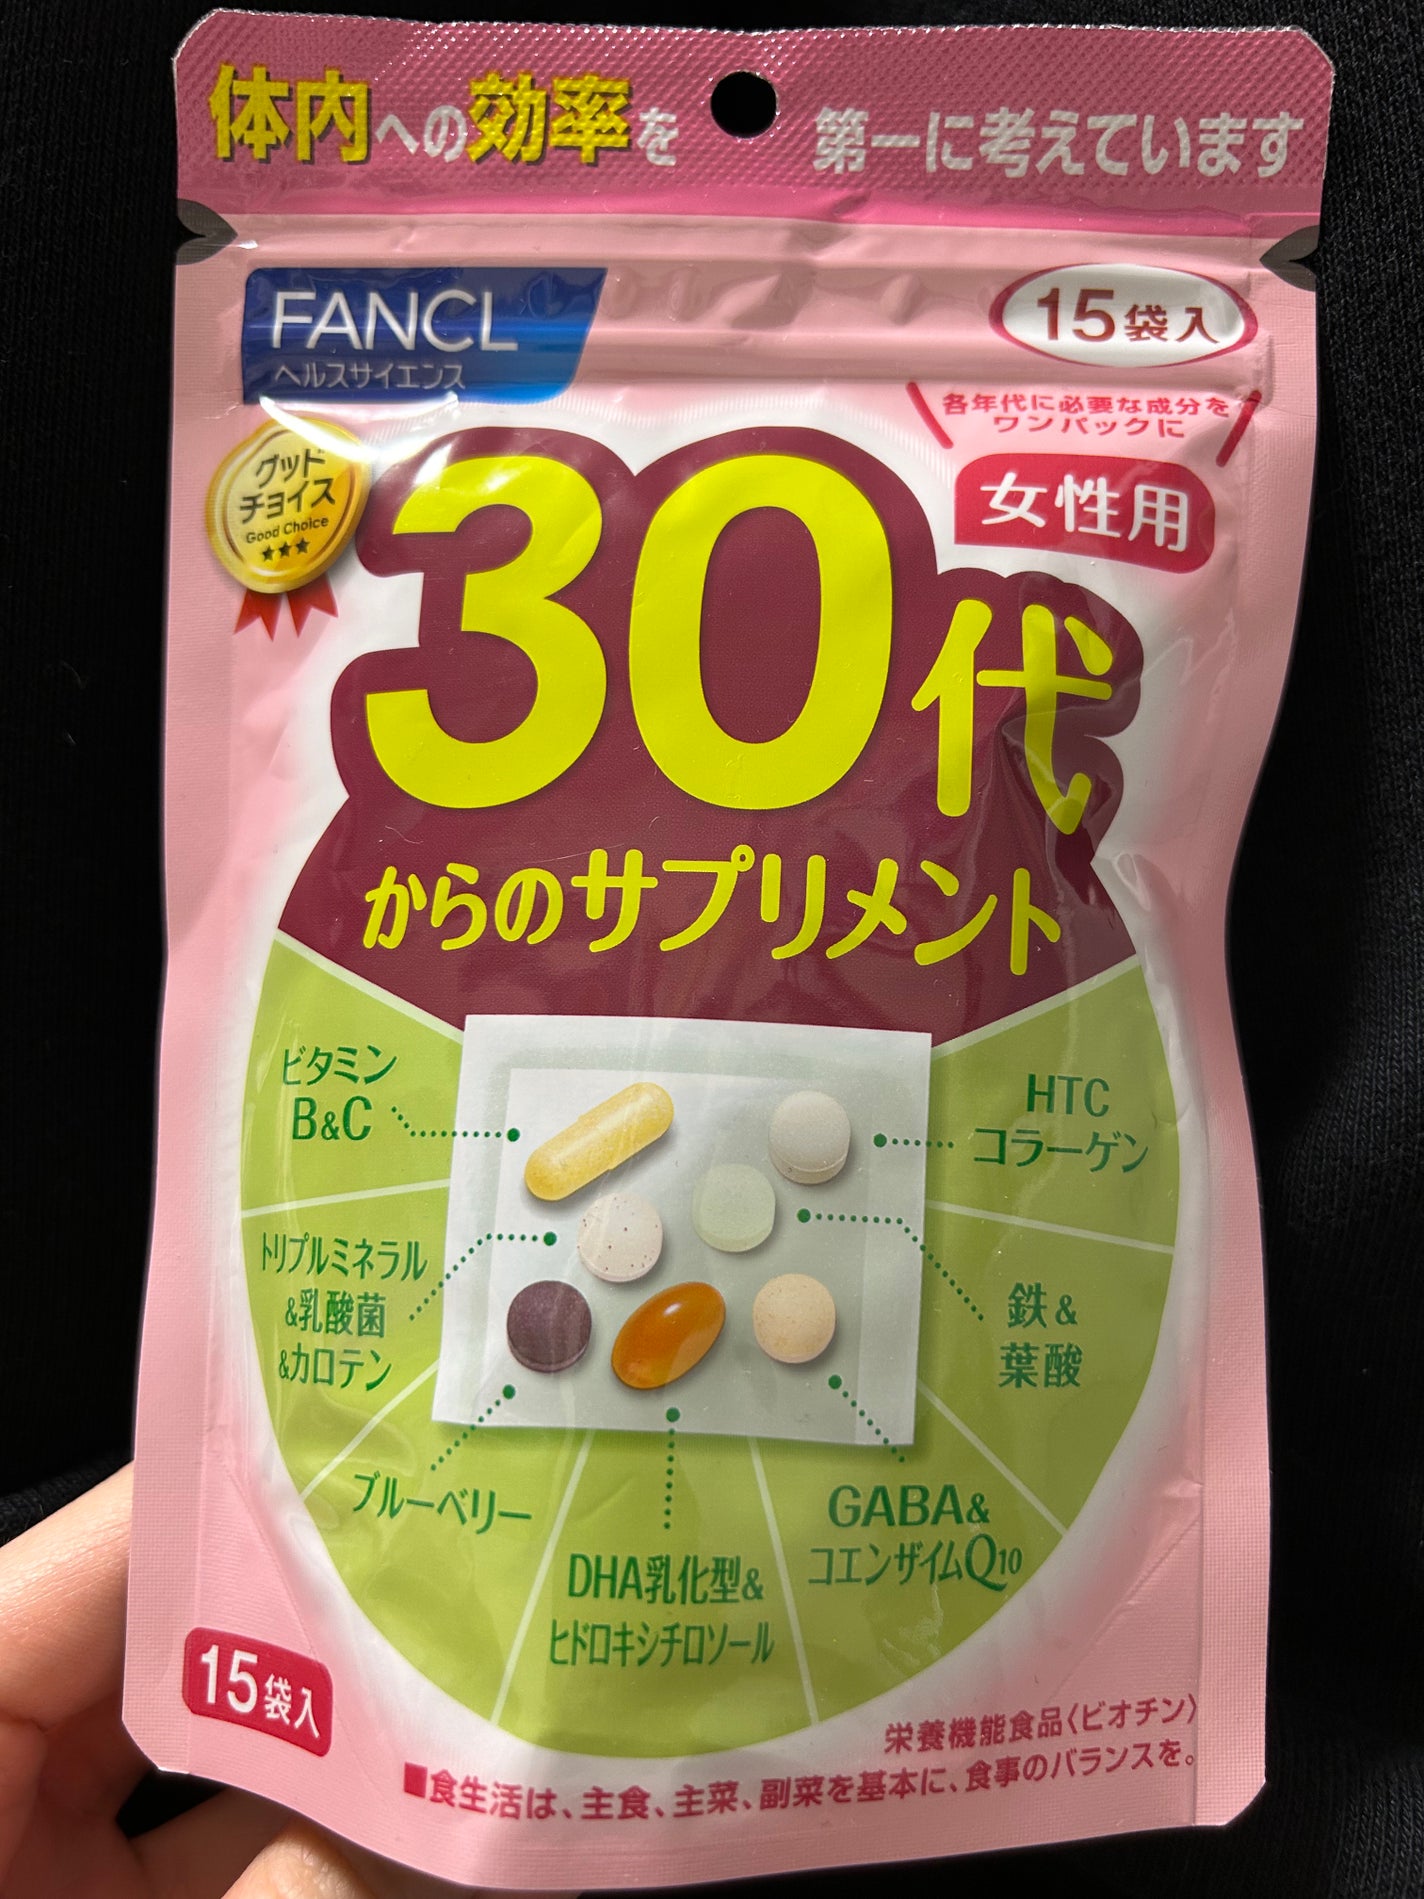 体内への効率を 第一に考えています
FANCL
ヘルスサイエンス
15袋入
各年代に必要な成分を
ワンパックに
女性用
グッド
チョイス
Good Choice
★★★
30代
からのサプリメント
ビタミン
B&C
HTC
コラーゲン
トリプルミネラル
&乳酸菌
&カロテン
鉄&
葉酸
ブルーベリー
DHA乳化型&
ヒドロキシチロソール
GABA&
コエンザイムQ10
15袋入
栄養機能食品〈ビオチン〉
■食生活は、主食、主菜、副菜を基本に、食事のバランスを。